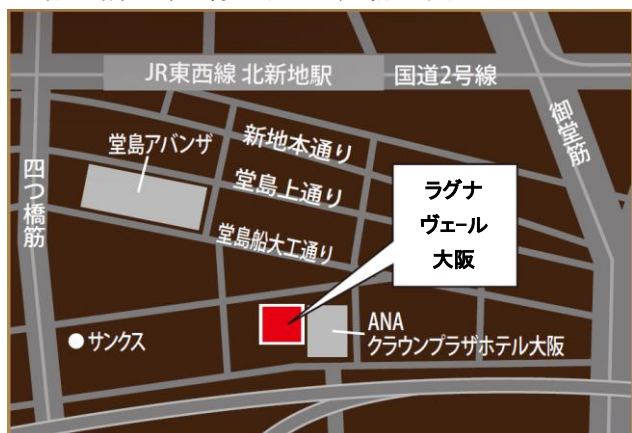 JR東西線 北新地駅
国道2号線
御堂筋
新地本通り
堂島アバンザ
堂島上通り
四つ橋筋
堂島船大工通り
ラグナ
ヴェール
大阪
ANA
クラウンプラザホテル大阪
サンクス